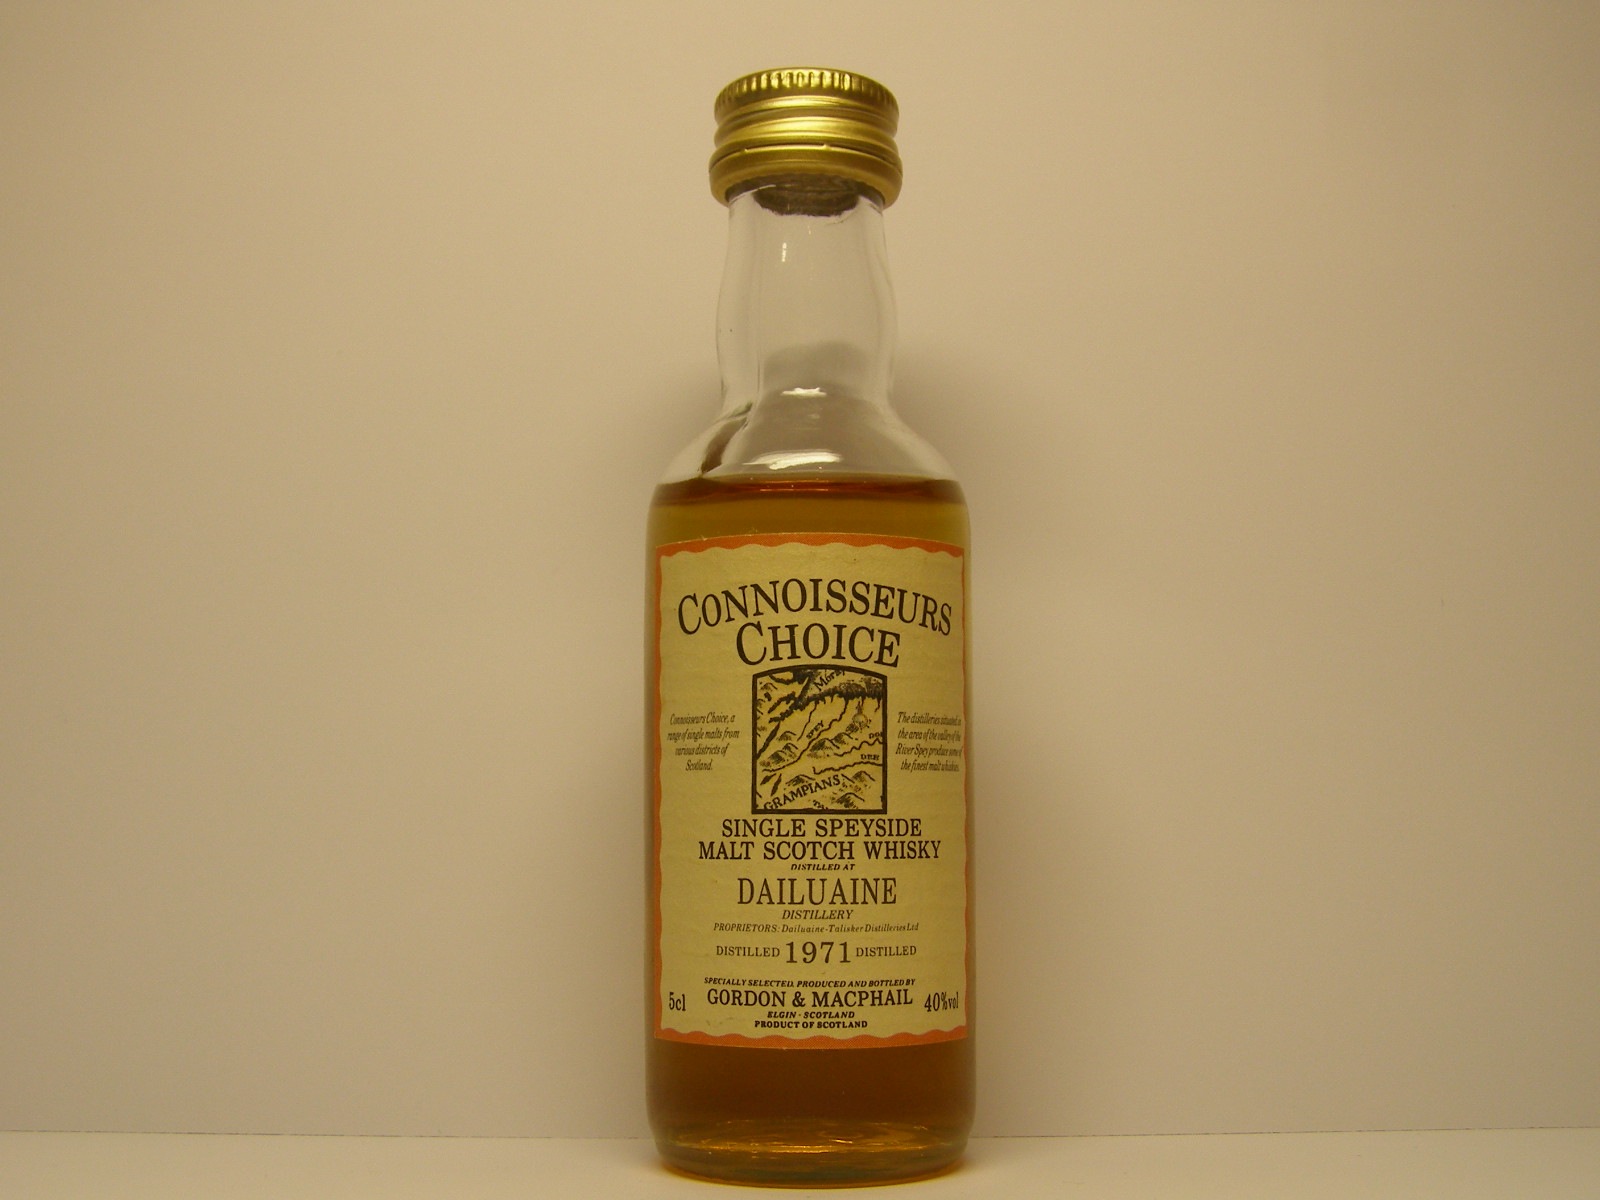 CONNOISSEURS
CHOICE
Moray
SPEY
DEE
GRAMPIANS
Connoisseurs Choice, a
range of single malts from
various districts of
Scotland.
The distilleries situated in
the area of the valley of the
River Spey produce some of
the finest malt whiskies.
SINGLE SPEYSIDE
MALT SCOTCH WHISKY
DISTILLED AT
DAILUAINE
DISTILLERY
PROPRIETORS: Dailuaine-Talisker Distilleries Ltd
DISTILLED 1971 DISTILLED
SPECIALLY SELECTED, PRODUCED AND BOTTLED BY
5cl GORDON & MACPHAIL 40%vol
ELGIN · SCOTLAND
PRODUCT OF SCOTLAND